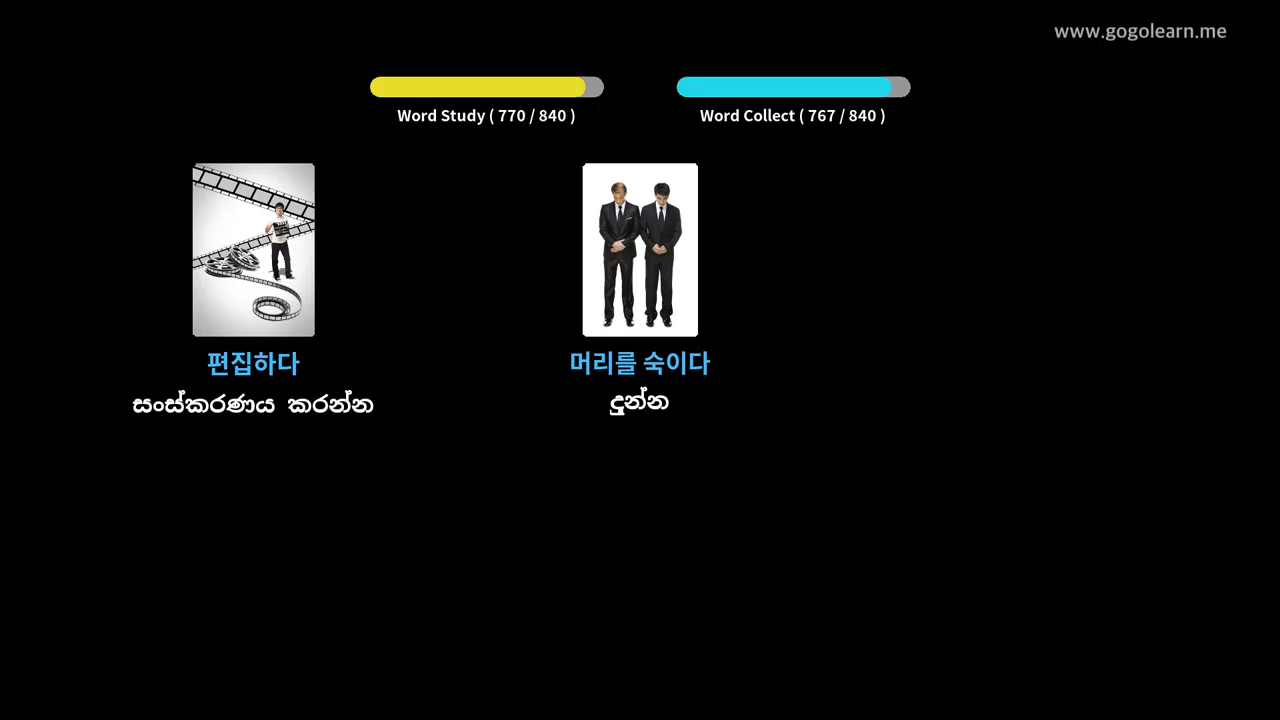 www.gogolearn.me
Word Study ( 770 / 840 )
Word Collect ( 767 / 840 )
편집하다
머리를 숙이다
සංස්කරණය කරන්න
දුන්න